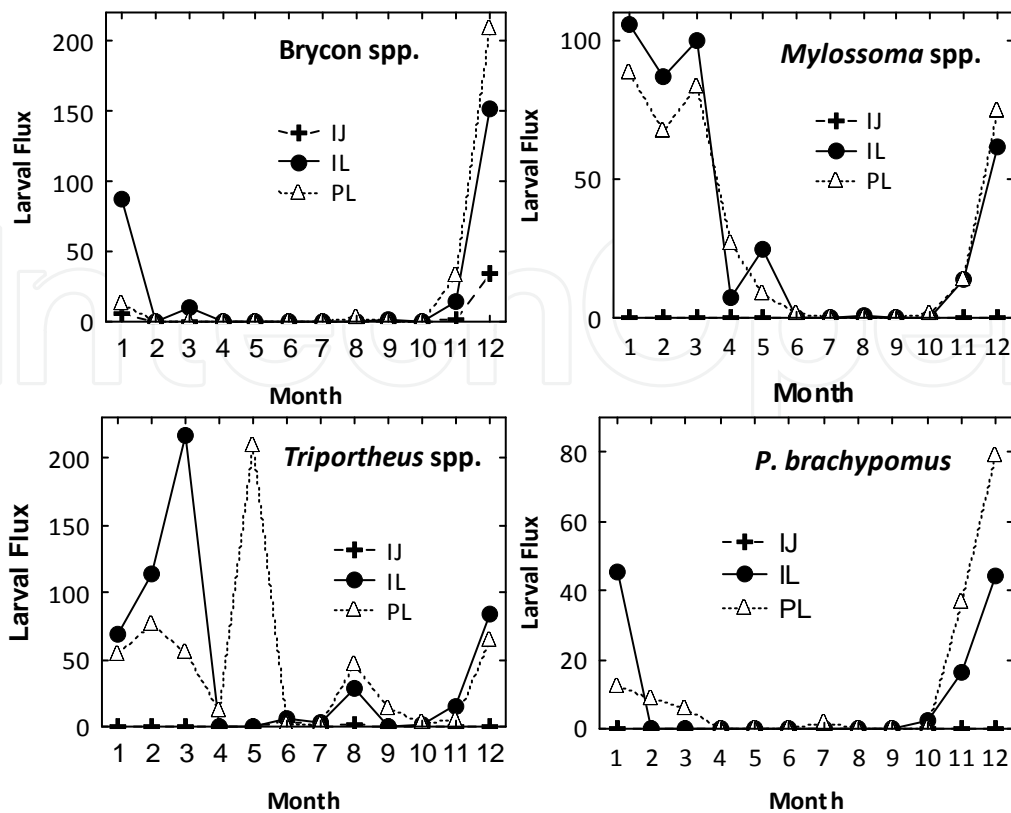 Brycon spp.
Larval Flux
200
150
100
50
0
IJ
IL
PL
1 2 3 4 5 6 7 8 9 10 11 12
Month
Mylossoma spp.
Larval Flux
100
50
0
IJ
IL
PL
1 2 3 4 5 6 7 8 9 10 11 12
Month
Triportheus spp.
Larval Flux
200
150
100
50
0
IJ
IL
PL
1 2 3 4 5 6 7 8 9 10 11 12
Month
P. brachypomus
Larval Flux
80
60
40
20
0
IJ
IL
PL
1 2 3 4 5 6 7 8 9 10 11 12
Month